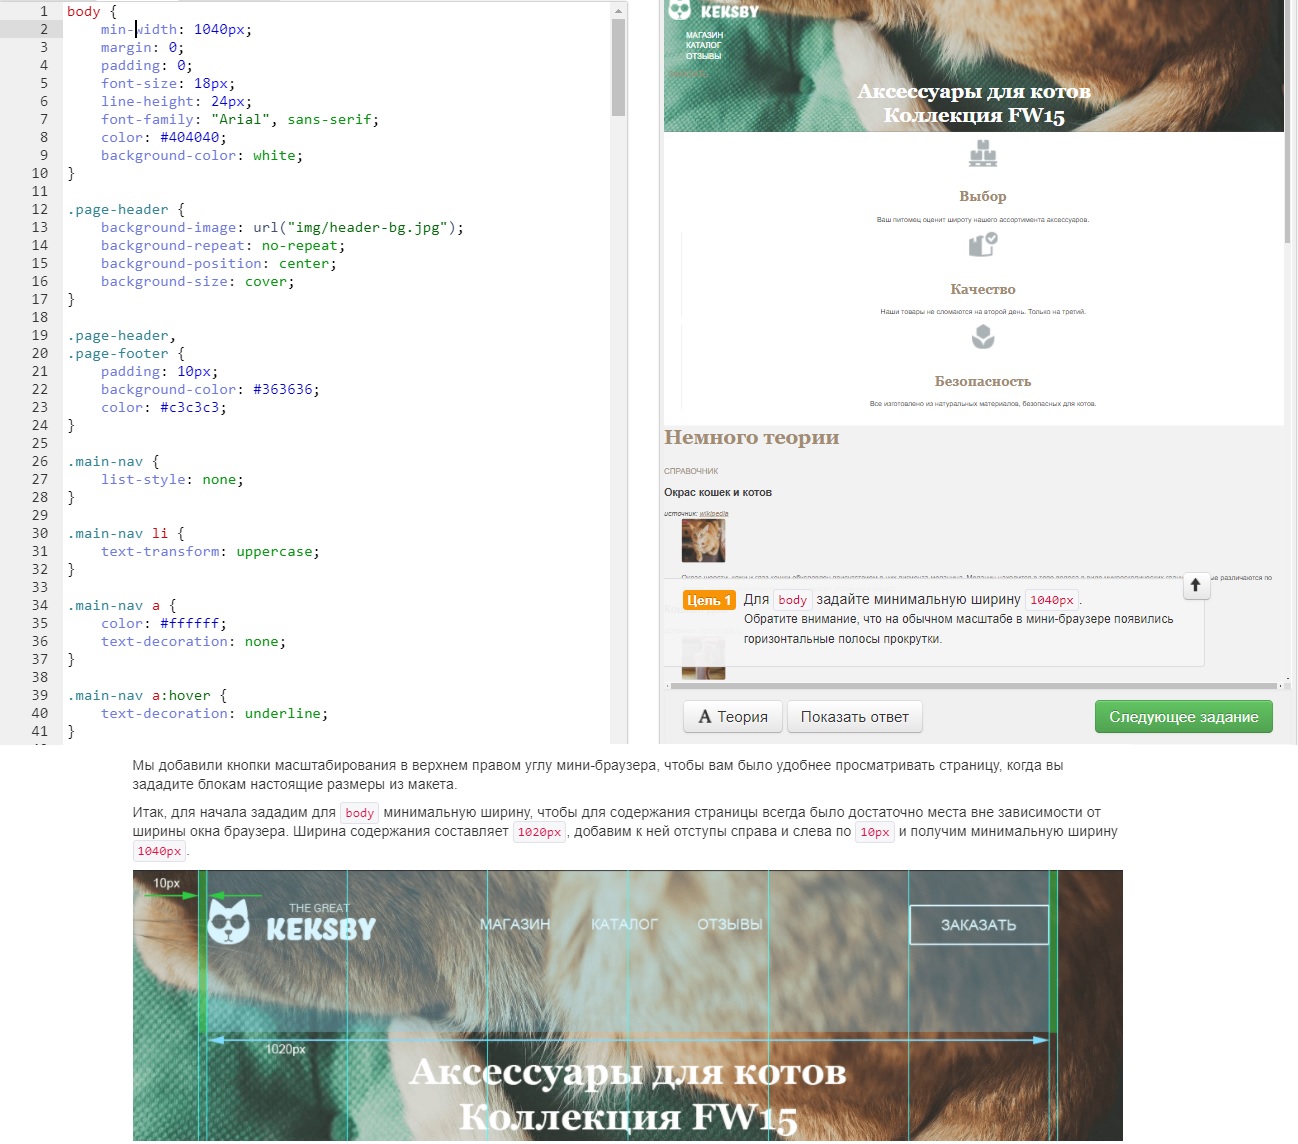 1 body {
2 min-width: 1040px;
3 margin: 0;
4 padding: 0;
5 font-size: 18px;
6 line-height: 24px;
7 font-family: "Arial", sans-serif;
8 color: #404040;
9 background-color: white;
10 }
11
12 .page-header {
13 background-image: url("img/header-bg.jpg");
14 background-repeat: no-repeat;
15 background-position: center;
16 background-size: cover;
17 }
18
19 .page-header,
20 .page-footer {
21 padding: 10px;
22 background-color: #363636;
23 color: #c3c3c3;
24 }
25
26 .main-nav {
27 list-style: none;
28 }
29
30 .main-nav li {
31 text-transform: uppercase;
32 }
33
34 .main-nav a {
35 color: #ffffff;
36 text-decoration: none;
37 }
38
39 .main-nav a:hover {
40 text-decoration: underline;
41 }
KEKSBY
МАГАЗИН
КАТАЛОГ
ОТЗЫВЫ
Аксессуары для котов
Коллекция FW15
Выбор
Ваш питомец оценит широту нашего ассортимента аксессуаров.
Качество
Наши товары не сломаются на второй день. Только на третий.
Безопасность
Все изготовлено из натуральных материалов, безопасных для котов.
Немного теории
СПРАВОЧНИК
Окрас кошек и котов
источник: wikipedia
различаются по
Цель 1 Для body задайте минимальную ширину 1040px.
Обратите внимание, что на обычном масштабе в мини-браузере появились
горизонтальные полосы прокрутки.
A Теория
Показать ответ
Следующее задание
Мы добавили кнопки масштабирования в верхнем правом углу мини-браузера, чтобы вам было удобнее просматривать страницу, когда вы
зададите блокам настоящие размеры из макета.
Итак, для начала зададим для body минимальную ширину, чтобы для содержания страницы всегда было достаточно места вне зависимости от
ширины окна браузера. Ширина содержания составляет 1020px, добавим к ней отступы справа и слева по 10px и получим минимальную ширину
1040px.
10px
THE GREAT
KEKSBY
МАГАЗИН
КАТАЛОГ
ОТЗЫВЫ
ЗАКАЗАТЬ
1020px
Аксессуары для котов
Коллекция FW15